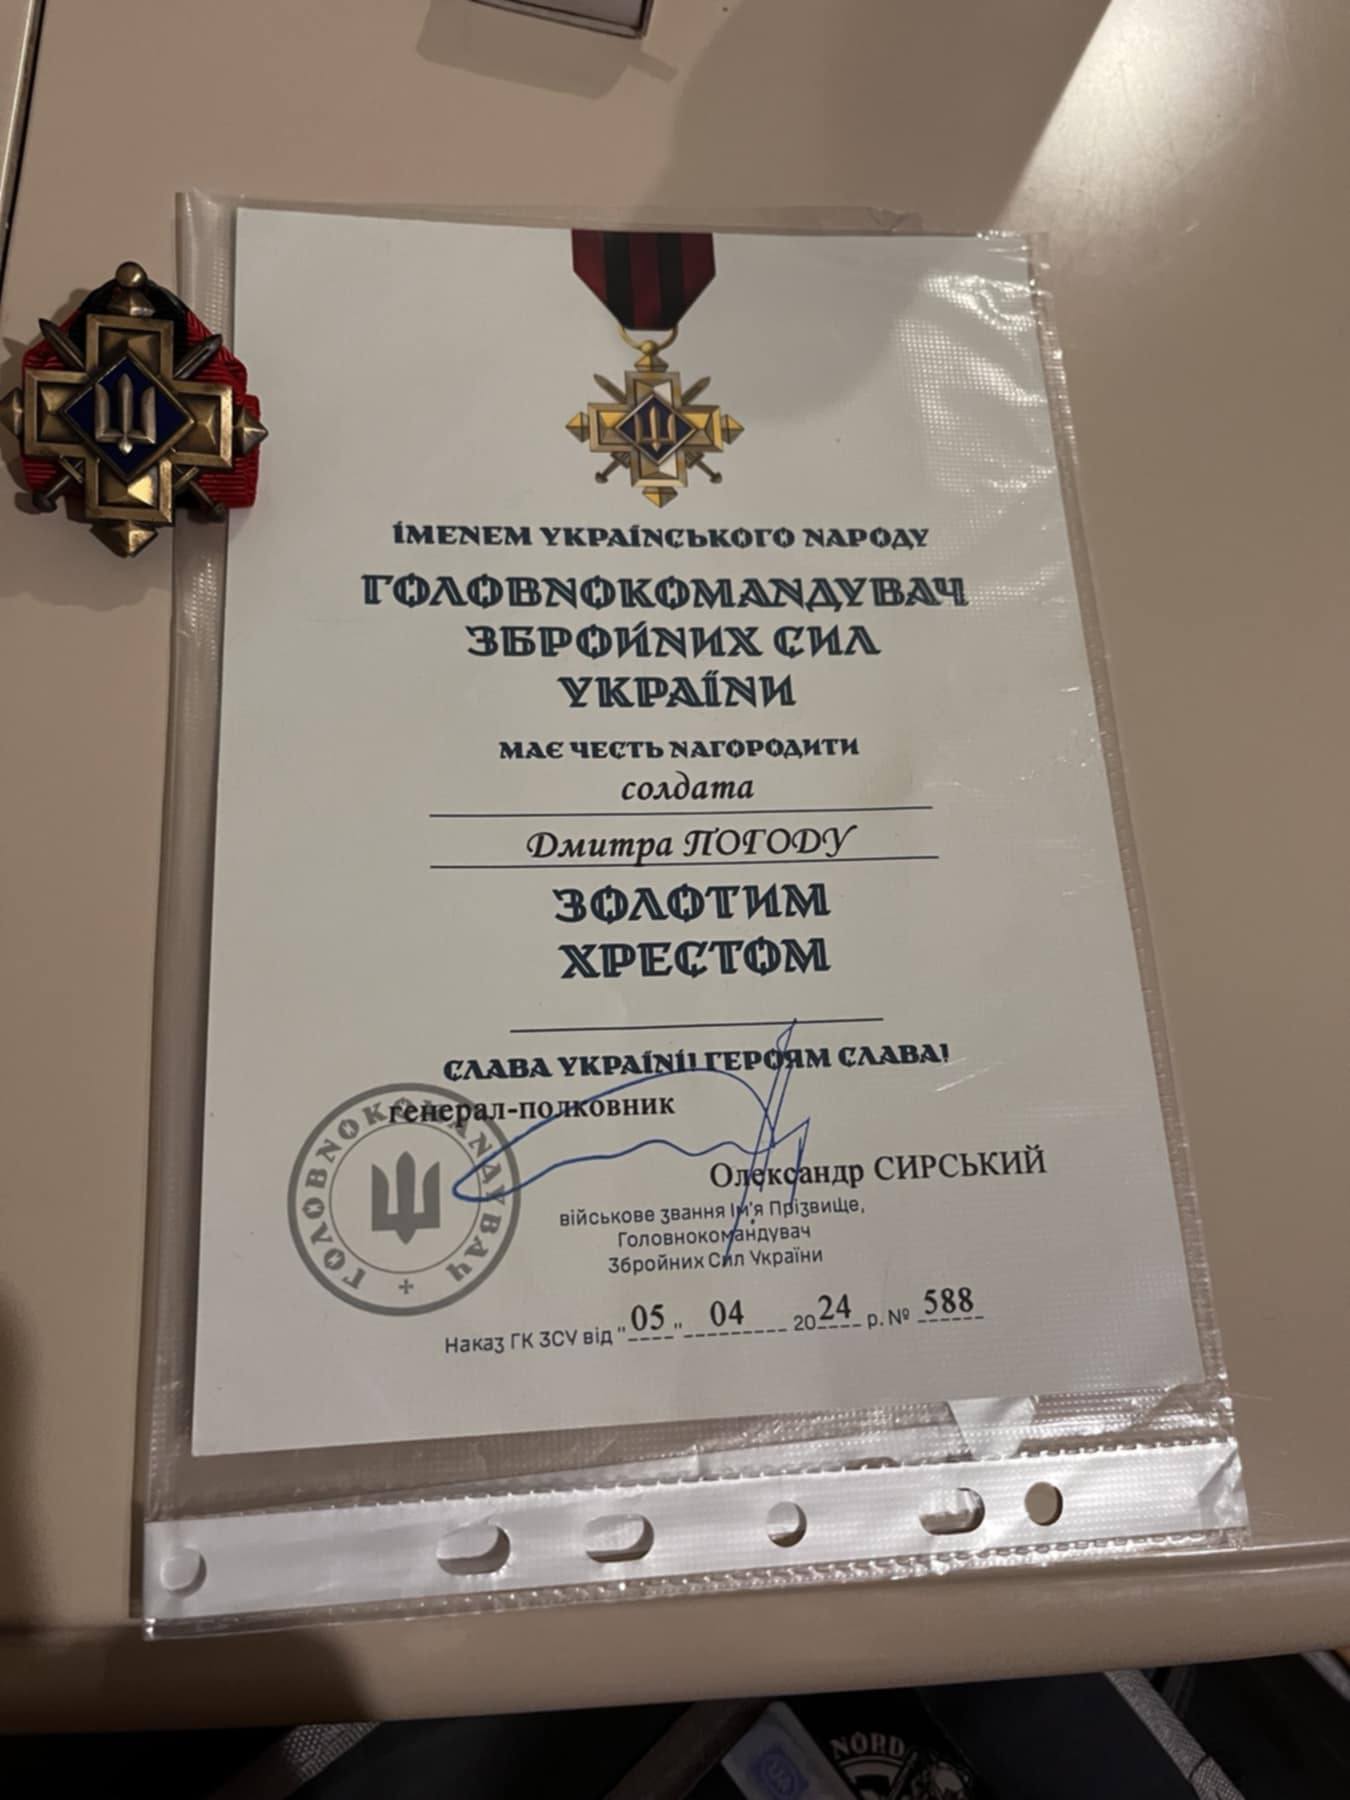 ІМЕНЕМ УКРАЇНСЬКОГО НАРОДУ
ГОЛОВНОКОМАНДУВАЧ
ЗБРОЙНИХ СИЛ
УКРАЇНИ
МАЄ ЧЕСТЬ НАГОРОДИТИ
солдата
Дмитра ПОГОДУ
ЗОЛОТИМ
ХРЕСТОМ
СЛАВА УКРАЇНІ! ГЕРОЯМ СЛАВА!
генерал-полковник
ГОЛОВНОКОМАНДУВАЧ
Олександр СИРСЬКИЙ
військове звання Ім'я Прізвище,
Головнокомандувач
Збройних Сил України
Наказ ГК ЗСУ від "05" 04 2024 р. № 588
NORD